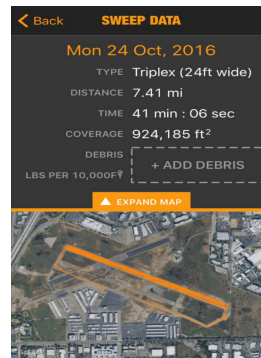 Back SWEEP DATA
Mon 24 Oct, 2016
TYPE Triplex (24ft wide)
DISTANCE 7.41 mi
TIME 41 min : 06 sec
COVERAGE 924,185 ft²
DEBRIS
+ ADD DEBRIS
LBS PER 10,000F
EXPAND MAP